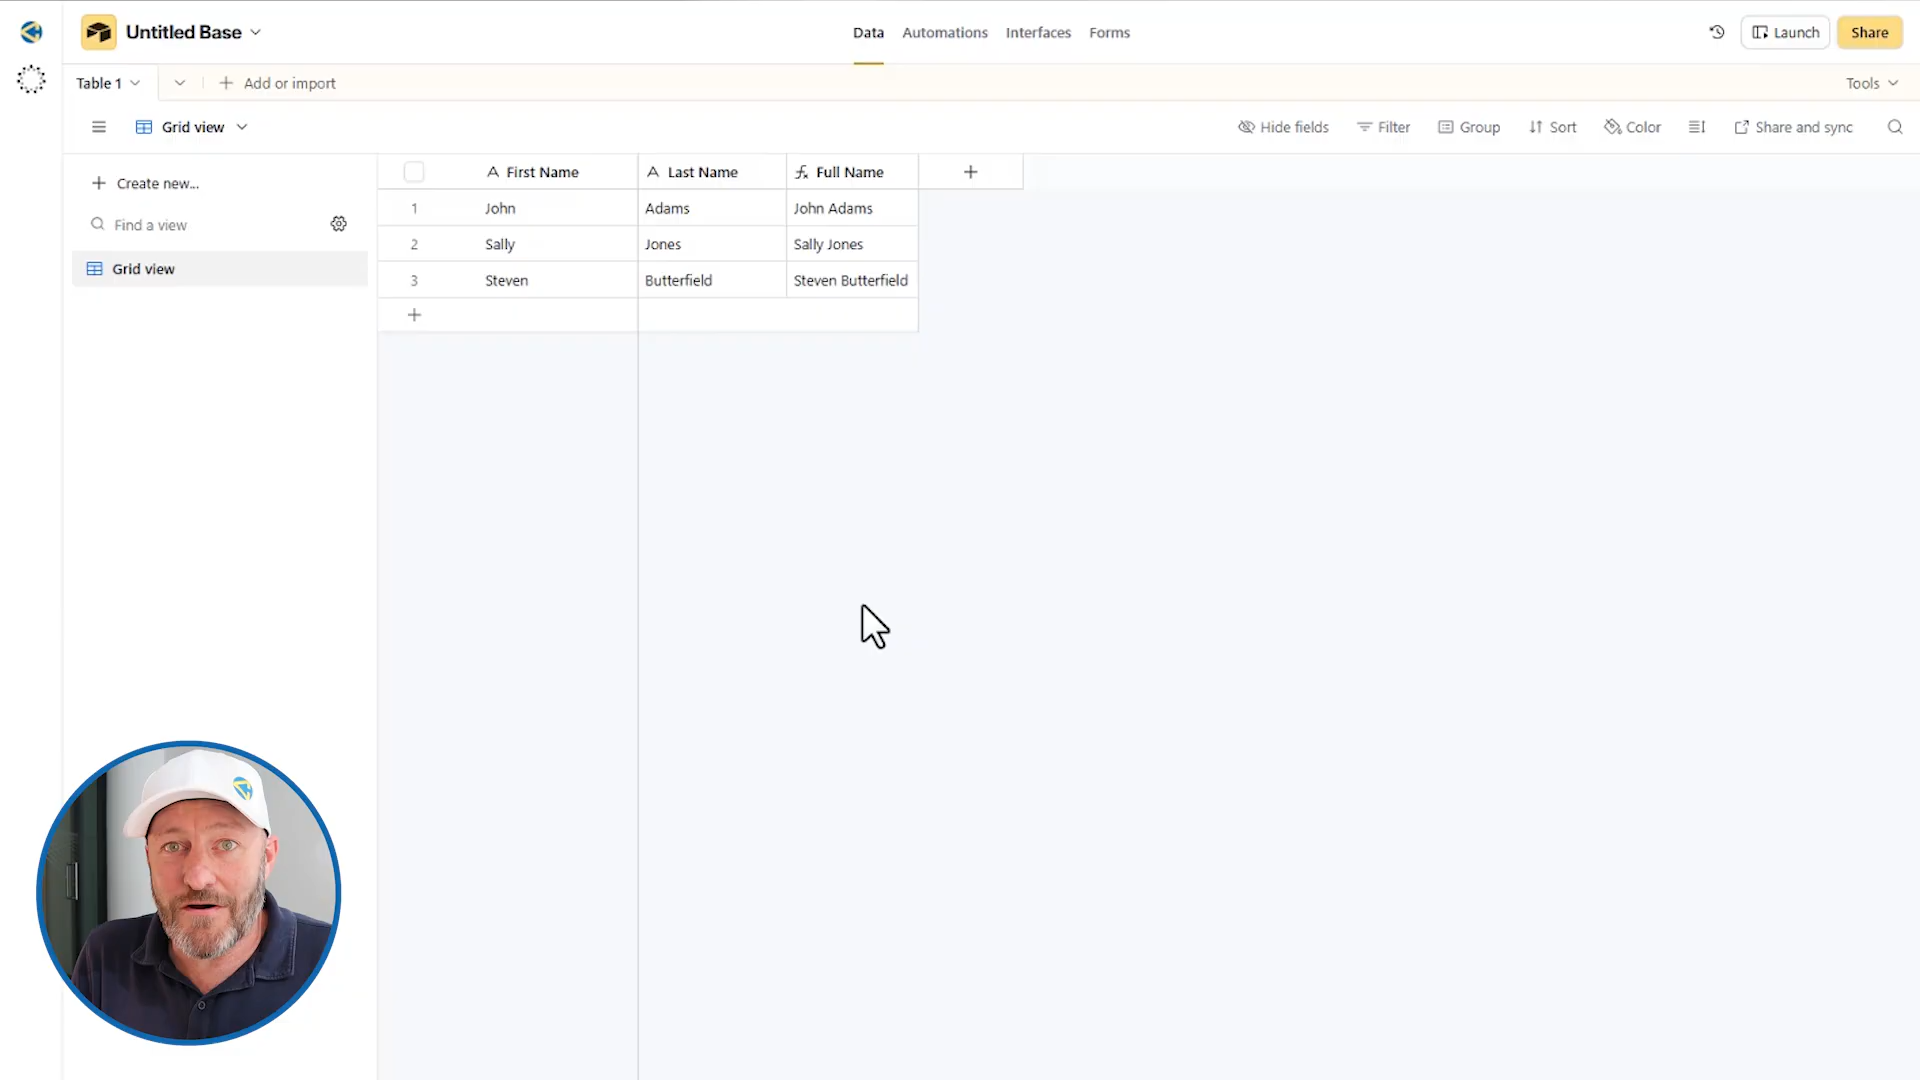 Untitled Base
Data Automations Interfaces Forms
Launch
Share
Table 1
Add or import
Tools
Grid view
Hide fields
Filter
Group
Sort
Color
Share and sync
Create new...
Find a view
Grid view
First Name Last Name Full Name
1 John Adams John Adams
2 Sally Jones Sally Jones
3 Steven Butterfield Steven Butterfield